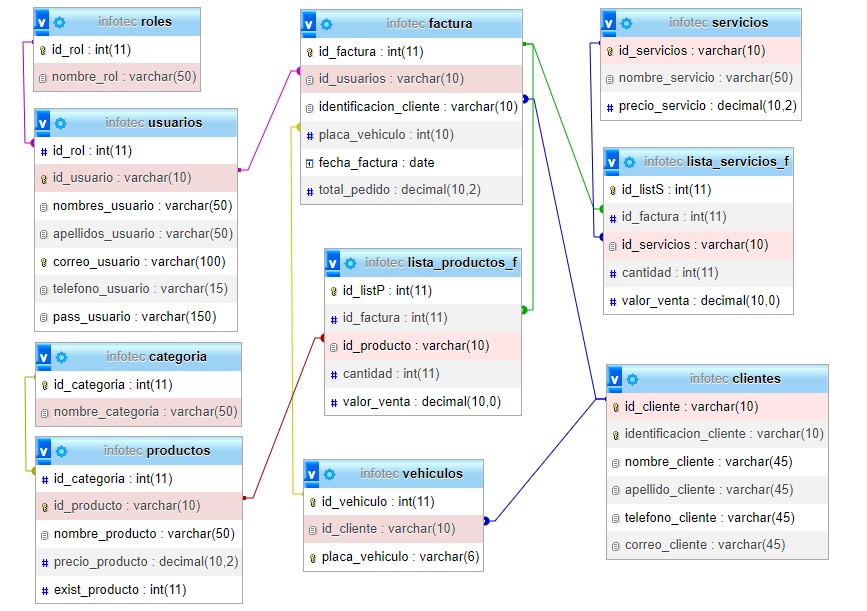 v infotec roles
id_rol : int(11)
nombre_rol : varchar(50)
v infotec usuarios
# id_rol : int(11)
id_usuario : varchar(10)
nombres_usuario : varchar(50)
apellidos_usuario : varchar(50)
correo_usuario : varchar(100)
telefono_usuario : varchar(15)
pass_usuario : varchar(150)
v infotec categoria
id_categoria : int(11)
nombre_categoria : varchar(50)
v infotec productos
# id_categoria : int(11)
id_producto : varchar(10)
nombre_producto : varchar(50)
# precio_producto : decimal(10,2)
# exist_producto : int(11)
v infotec factura
id_factura : int(11)
id_usuarios : varchar(10)
identificacion_cliente : varchar(10)
# placa_vehiculo : int(10)
fecha_factura : date
# total_pedido : decimal(10,2)
v infotec lista_productos_f
id_listP : int(11)
# id_factura : int(11)
id_producto : varchar(10)
# cantidad : int(11)
# valor_venta : decimal(10,0)
v infotec vehiculos
id_vehiculo : int(11)
id_cliente : varchar(10)
placa_vehiculo : varchar(6)
v infotec servicios
id_servicios : varchar(10)
nombre_servicio : varchar(50)
# precio_servicio : decimal(10,2)
v infotec lista_servicios_f
id_listS : int(11)
# id_factura : int(11)
id_servicios : varchar(10)
# cantidad : int(11)
# valor_venta : decimal(10,0)
v infotec clientes
id_cliente : varchar(10)
identificacion_cliente : varchar(10)
nombre_cliente : varchar(45)
apellido_cliente : varchar(45)
telefono_cliente : varchar(45)
correo_cliente : varchar(45)